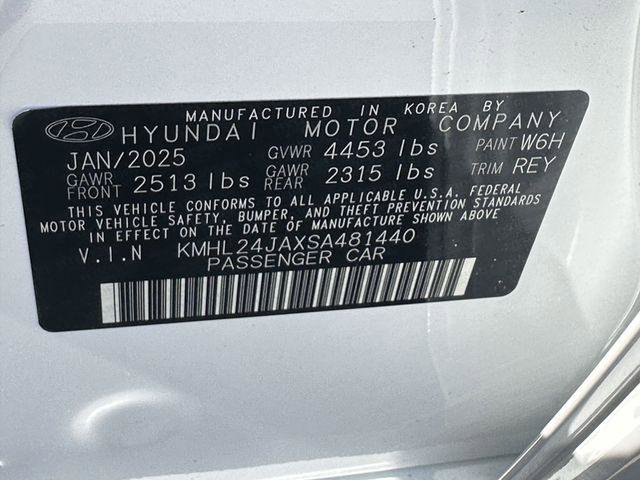 MANUFACTURED IN KOREA BY
HYUNDAI MOTOR COMPANY
JAN/2025 GVWR 4453 lbs PAINT W6H
GAWR FRONT 2513 lbs GAWR REAR 2315 lbs TRIM REY
THIS VEHICLE CONFORMS TO ALL APPLICABLE U.S.A. FEDERAL
MOTOR VEHICLE SAFETY, BUMPER, AND THEFT PREVENTION STANDARDS
IN EFFECT ON THE DATE OF MANUFACTURE SHOWN ABOVE
V.I.N KMHL24JAXSA481440
PASSENGER CAR